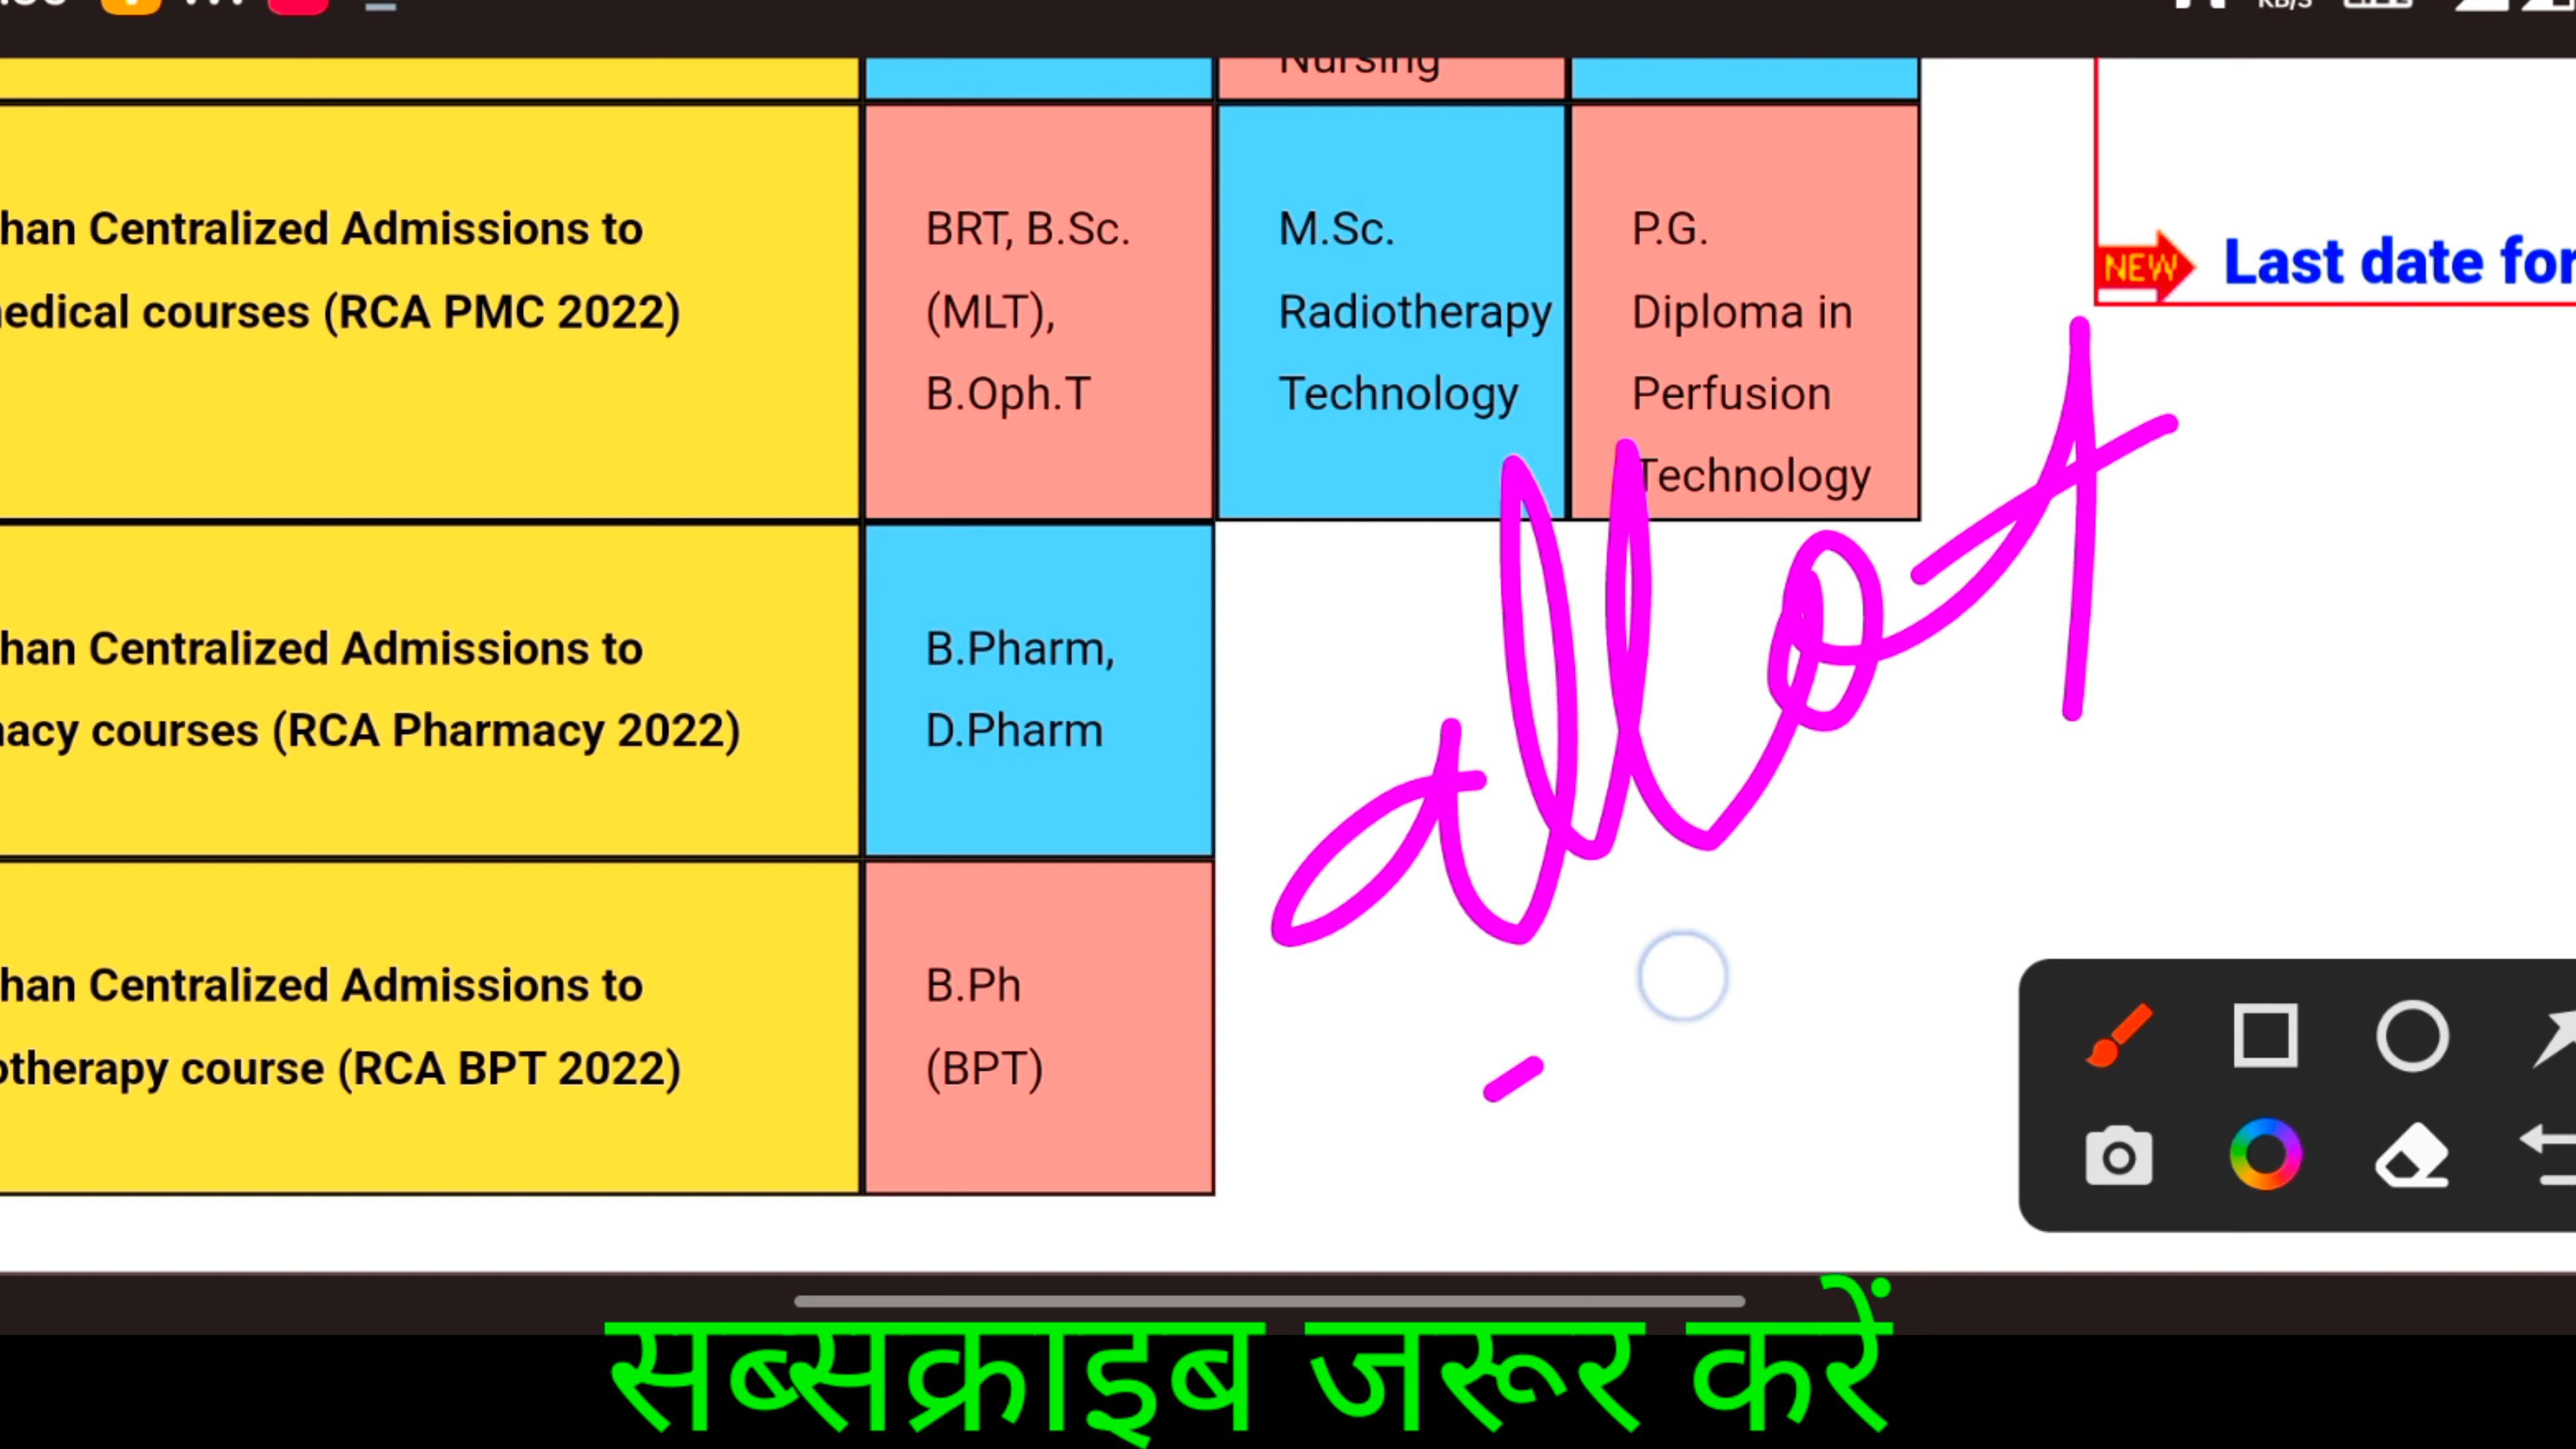 KB/S
Nursing
han Centralized Admissions to
edical courses (RCA PMC 2022)
BRT, B.Sc.
(MLT),
B.Oph.T
M.Sc.
Radiotherapy
Technology
P.G.
Diploma in
Perfusion
Technology
NEW Last date for
han Centralized Admissions to
acy courses (RCA Pharmacy 2022)
B.Pharm,
D.Pharm
allot
han Centralized Admissions to
otherapy course (RCA BPT 2022)
B.Ph
(BPT)
सब्सक्राइब जरूर करें